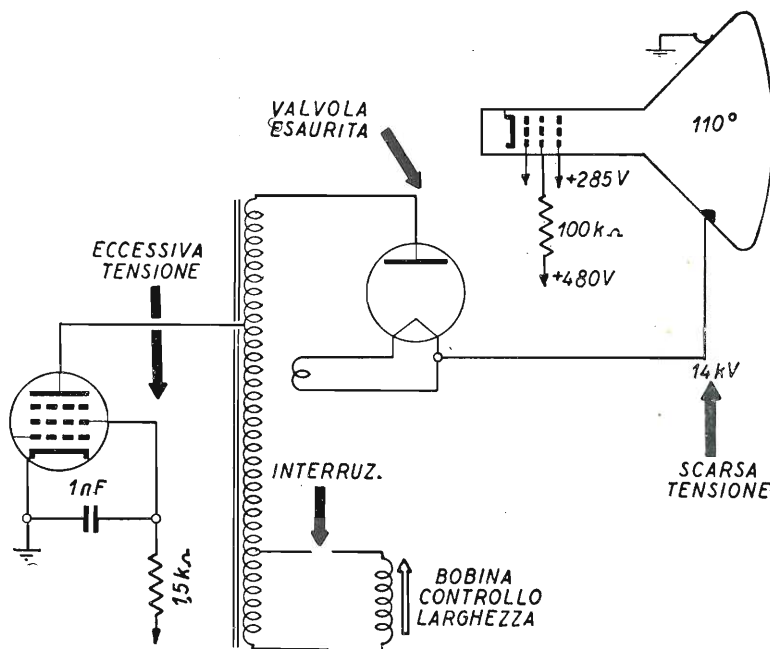 VALVOLA
ESAURITA
110°
+285V
100kΩ
+480V
ECCESSIVA
TENSIONE
14kV
SCARSA
TENSIONE
1nF
INTERRUZ.
1,5kΩ
BOBINA
CONTROLLO
LARGHEZZA